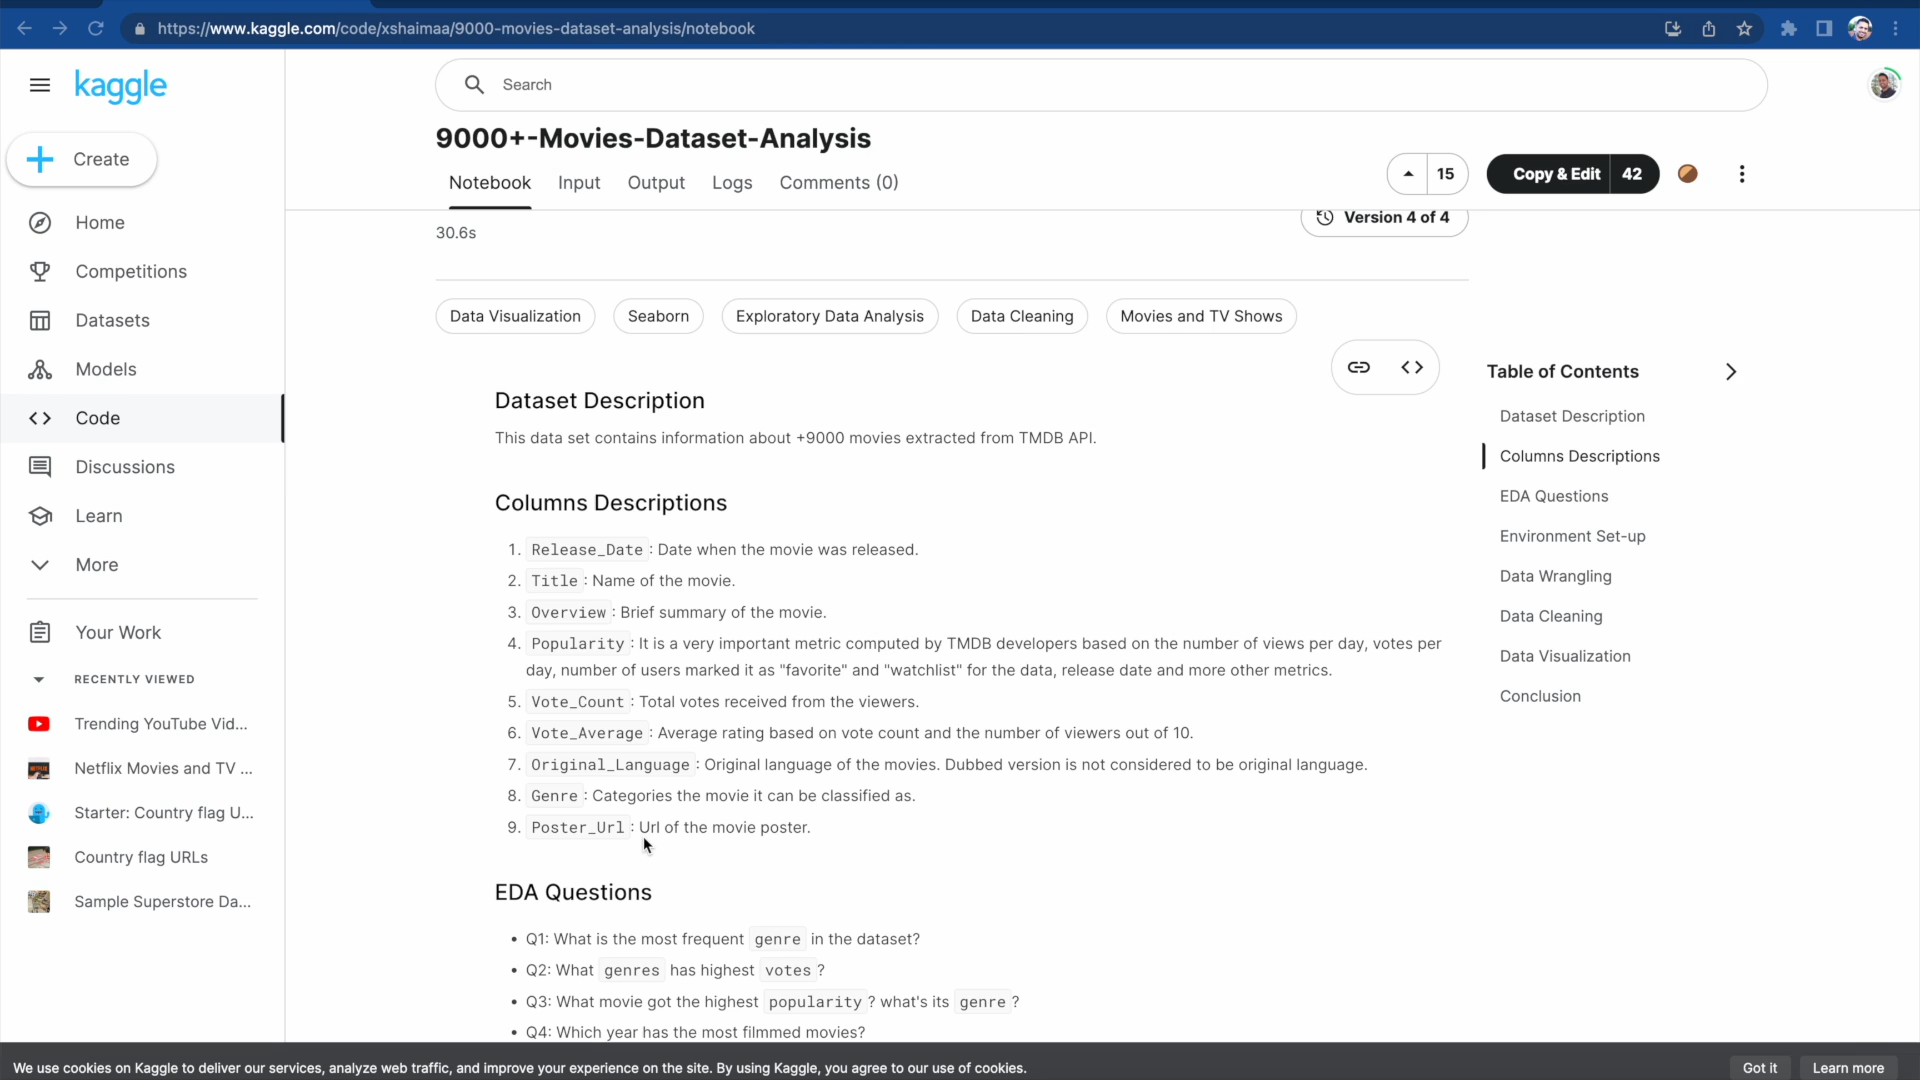 https://www.kaggle.com/code/xshaimaa/9000-movies-dataset-analysis/notebook
kaggle
Search
Create
9000+-Movies-Dataset-Analysis
Notebook
Input
Output
Logs
Comments (0)
15
Copy & Edit
42
Home
Competitions
Datasets
Models
Code
Discussions
Learn
More
Your Work
RECENTLY VIEWED
Trending YouTube Vid...
Netflix Movies and TV ...
Starter: Country flag U...
Country flag URLs
Sample Superstore Da...
30.6s
Version 4 of 4
Data Visualization
Seaborn
Exploratory Data Analysis
Data Cleaning
Movies and TV Shows
Dataset Description
This data set contains information about +9000 movies extracted from TMDB API.
Columns Descriptions
1. Release_Date : Date when the movie was released.
2. Title : Name of the movie.
3. Overview : Brief summary of the movie.
4. Popularity : It is a very important metric computed by TMDB developers based on the number of views per day, votes per
day, number of users marked it as "favorite" and "watchlist" for the data, release date and more other metrics.
5. Vote_Count : Total votes received from the viewers.
6. Vote_Average : Average rating based on vote count and the number of viewers out of 10.
7. Original_Language : Original language of the movies. Dubbed version is not considered to be original language.
8. Genre : Categories the movie it can be classified as.
9. Poster_Url : Url of the movie poster.
EDA Questions
• Q1: What is the most frequent genre in the dataset?
• Q2: What genres has highest votes ?
• Q3: What movie got the highest popularity ? what's its genre ?
• Q4: Which year has the most filmmed movies?
Table of Contents
Dataset Description
Columns Descriptions
EDA Questions
Environment Set-up
Data Wrangling
Data Cleaning
Data Visualization
Conclusion
We use cookies on Kaggle to deliver our services, analyze web traffic, and improve your experience on the site. By using Kaggle, you agree to our use of cookies.
Got it
Learn more